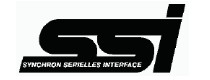 SSi
SYNCHRON SERIELLES INTERFACE